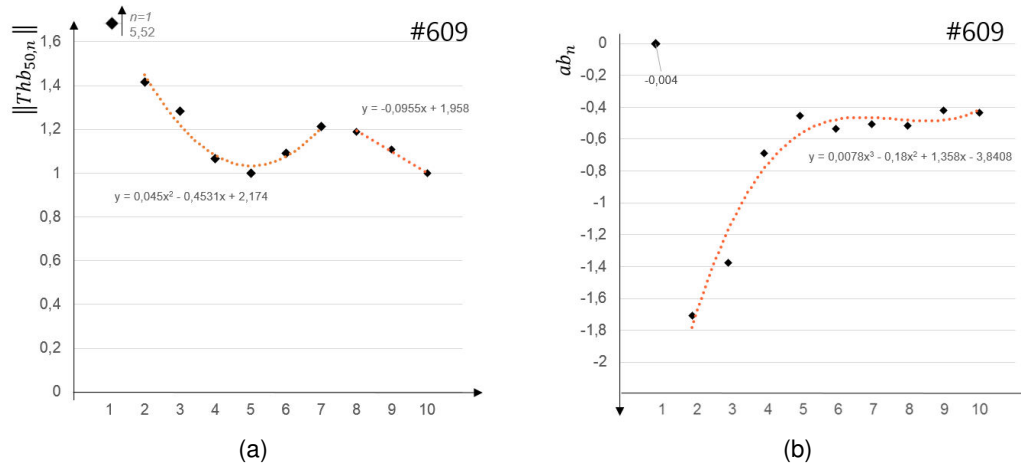 n=1
5,52
#609
‖Thb50,n‖
1,6
1,4
1,2
1
0,8
0,6
0,4
0,2
0
y = -0,0955x + 1,958
y = 0,045x² - 0,4531x + 2,174
1 2 3 4 5 6 7 8 9 10
(a)
#609
abn
0
-0,2
-0,4
-0,6
-0,8
-1
-1,2
-1,4
-1,6
-1,8
-2
-0,004
y = 0,0078x³ - 0,18x² + 1,358x - 3,8408
1 2 3 4 5 6 7 8 9 10
(b)